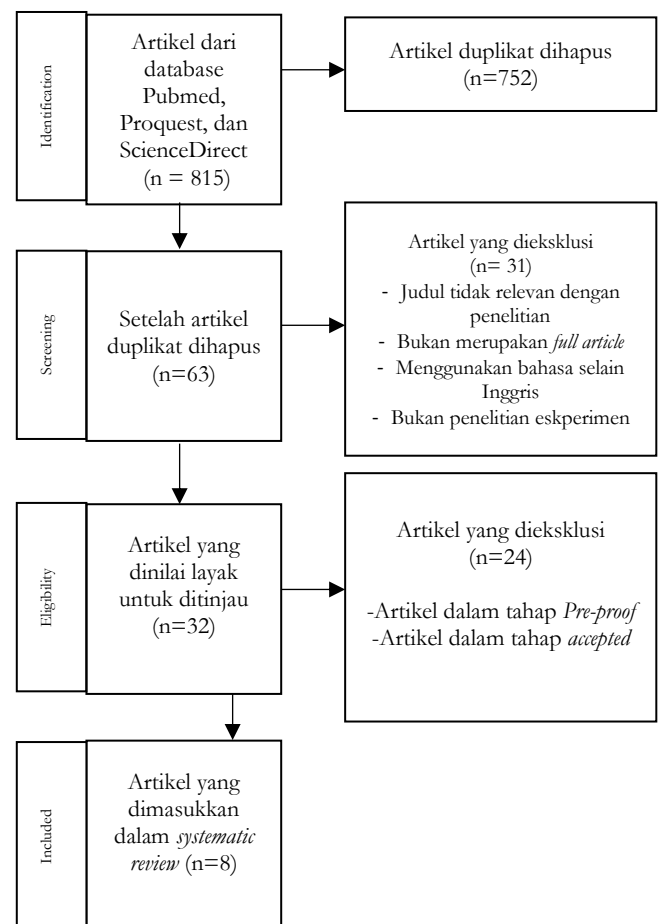 Identification
Artikel dari
database
Pubmed,
Proquest, dan
ScienceDirect
(n = 815)
Artikel duplikat dihapus
(n=752)
Screening
Setelah artikel
duplikat dihapus
(n=63)
Artikel yang dieksklusi
(n= 31)
- Judul tidak relevan dengan
penelitian
- Bukan merupakan full article
- Menggunakan bahasa selain
Inggris
- Bukan penelitian eskperimen
Eligibility
Artikel yang
dinilai layak
untuk ditinjau
(n=32)
Artikel yang dieksklusi
(n=24)
-Artikel dalam tahap Pre-proof
-Artikel dalam tahap accepted
Included
Artikel yang
dimasukkan
dalam systematic
review (n=8)